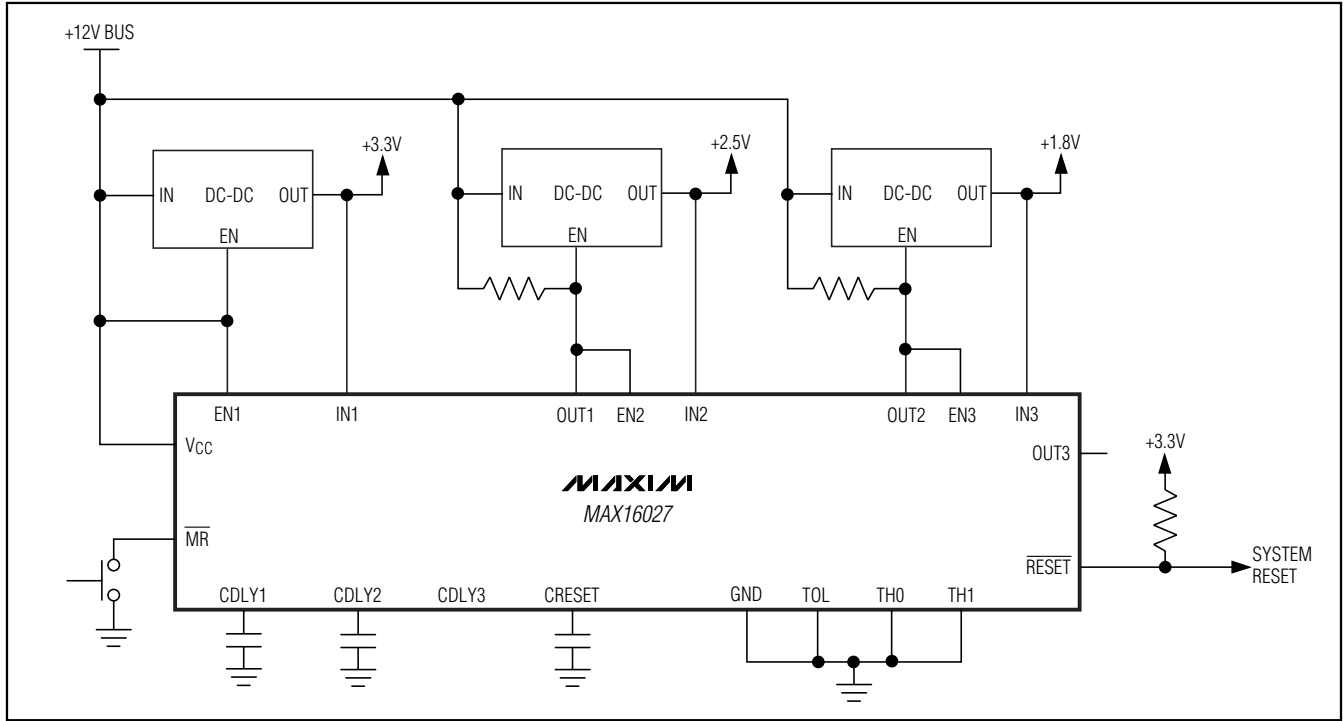 +12V BUS
+3.3V
+2.5V
+1.8V
IN DC-DC OUT
EN
IN DC-DC OUT
EN
IN DC-DC OUT
EN
EN1 IN1 OUT1 EN2 IN2 OUT2 EN3 IN3
VCC
OUT3
+3.3V
MAXIM
MAX16027
MR
RESET
SYSTEM
RESET
CDLY1 CDLY2 CDLY3 CRESET GND TOL TH0 TH1